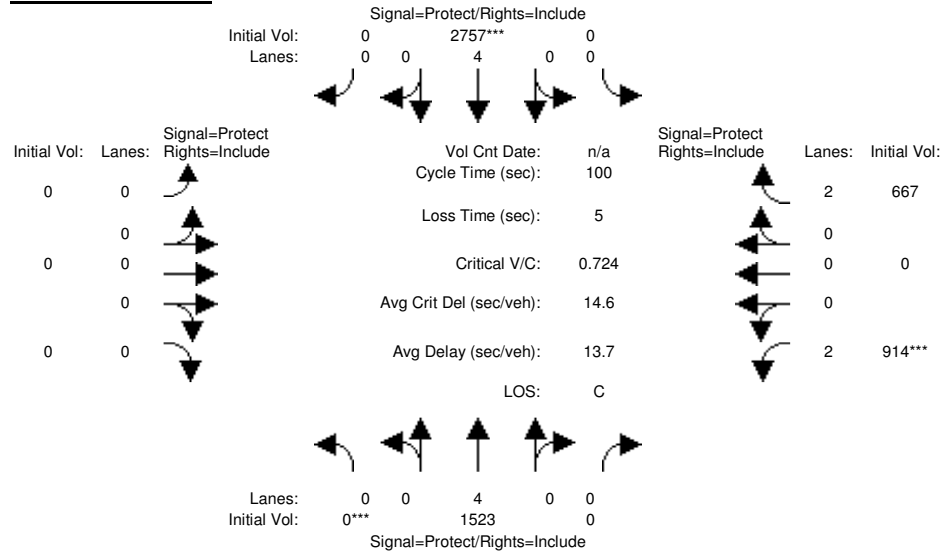 Signal=Protect/Rights=Include
Initial Vol: 0 2757*** 0
Lanes: 0 0 4 0 0
Signal=Protect
Initial Vol: Lanes: Rights=Include
Vol Cnt Date: n/a
Signal=Protect
Rights=Include Lanes: Initial Vol:
Cycle Time (sec): 100
0 0
2 667
Loss Time (sec): 5
0
0
0 0
Critical V/C: 0.724
0 0
0
Avg Crit Del (sec/veh): 14.6
0
0 0
Avg Delay (sec/veh): 13.7
2 914***
LOS: C
Lanes: 0 0 4 0 0
Initial Vol: 0*** 1523 0
Signal=Protect/Rights=Include